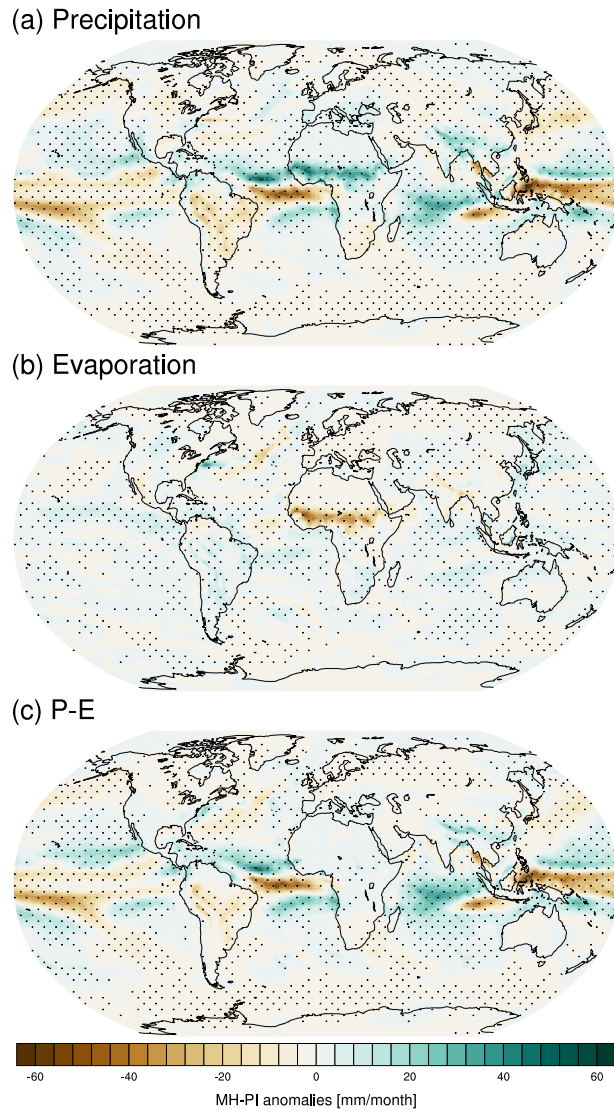 (a) Precipitation
(b) Evaporation
(c) P-E
-60 -40 -20 0 20 40 60
MH-PI anomalies [mm/month]